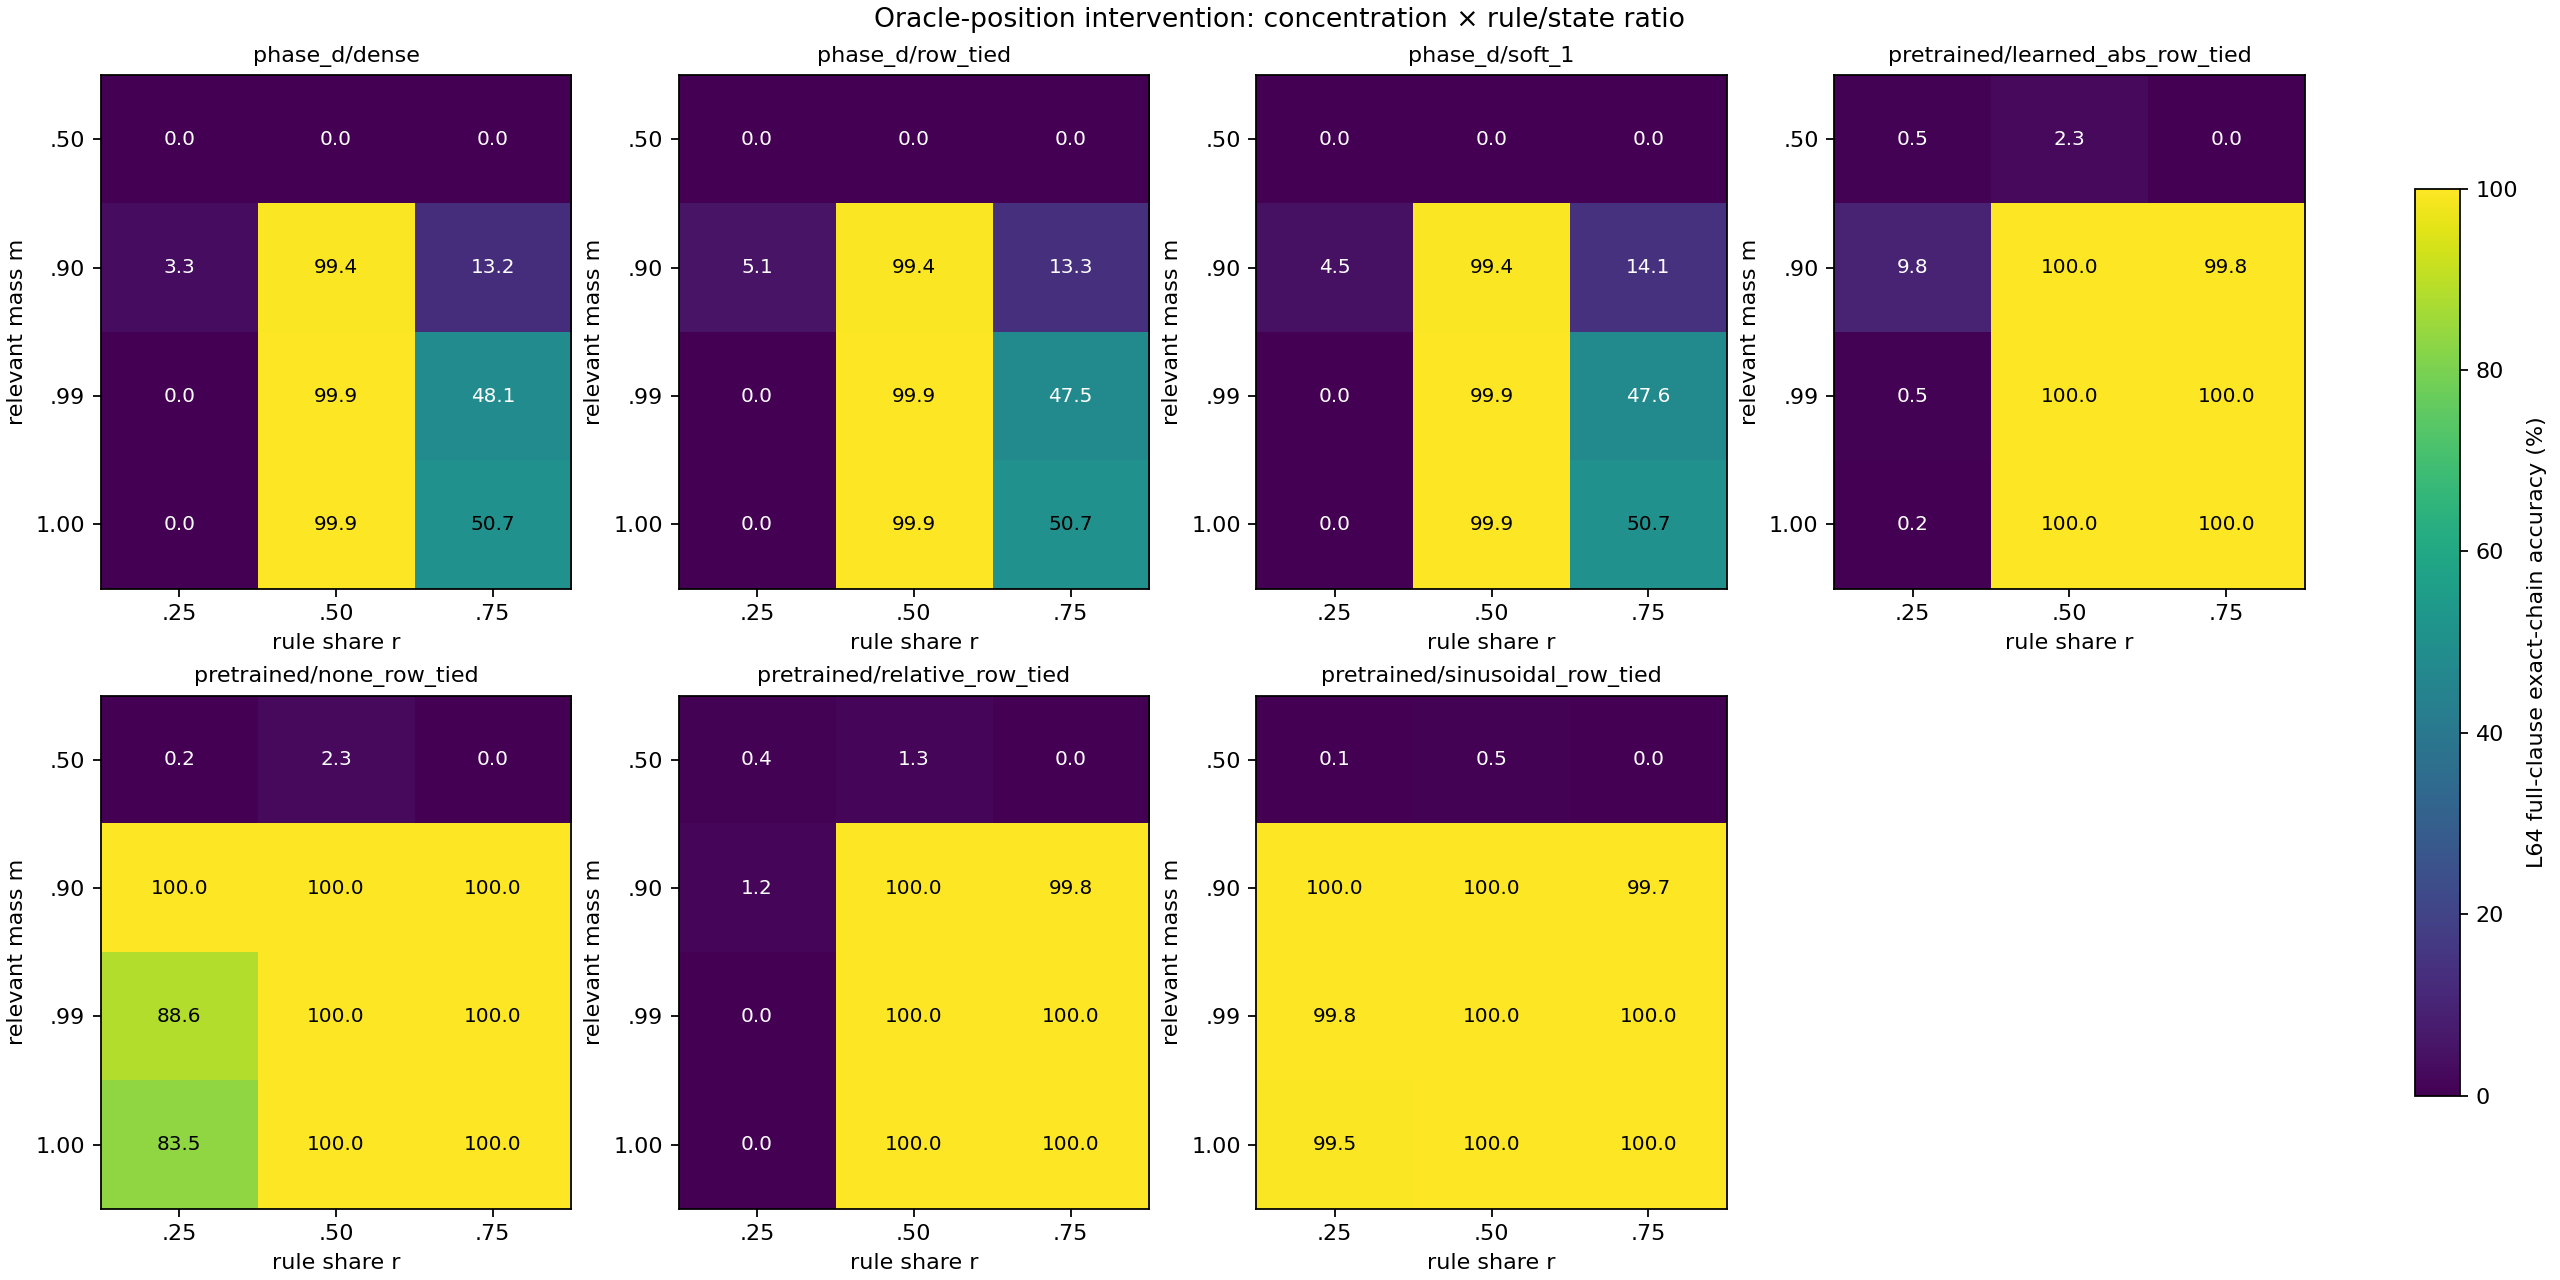 Oracle-position intervention: concentration × rule/state ratio
phase_d/dense
relevant mass m
.50
0.0 0.0 0.0
.90
3.3 99.4 13.2
.99
0.0 99.9 48.1
1.00
0.0 99.9 50.7
.25 .50 .75
rule share r
phase_d/row_tied
relevant mass m
.50
0.0 0.0 0.0
.90
5.1 99.4 13.3
.99
0.0 99.9 47.5
1.00
0.0 99.9 50.7
.25 .50 .75
rule share r
phase_d/soft_1
relevant mass m
.50
0.0 0.0 0.0
.90
4.5 99.4 14.1
.99
0.0 99.9 47.6
1.00
0.0 99.9 50.7
.25 .50 .75
rule share r
pretrained/learned_abs_row_tied
relevant mass m
.50
0.5 2.3 0.0
.90
9.8 100.0 99.8
.99
0.5 100.0 100.0
1.00
0.2 100.0 100.0
.25 .50 .75
rule share r
pretrained/none_row_tied
relevant mass m
.50
0.2 2.3 0.0
.90
100.0 100.0 100.0
.99
88.6 100.0 100.0
1.00
83.5 100.0 100.0
.25 .50 .75
rule share r
pretrained/relative_row_tied
relevant mass m
.50
0.4 1.3 0.0
.90
1.2 100.0 99.8
.99
0.0 100.0 100.0
1.00
0.0 100.0 100.0
.25 .50 .75
rule share r
pretrained/sinusoidal_row_tied
relevant mass m
.50
0.1 0.5 0.0
.90
100.0 100.0 99.7
.99
99.8 100.0 100.0
1.00
99.5 100.0 100.0
.25 .50 .75
rule share r
100
80
60
40
20
0
L64 full-clause exact-chain accuracy (%)